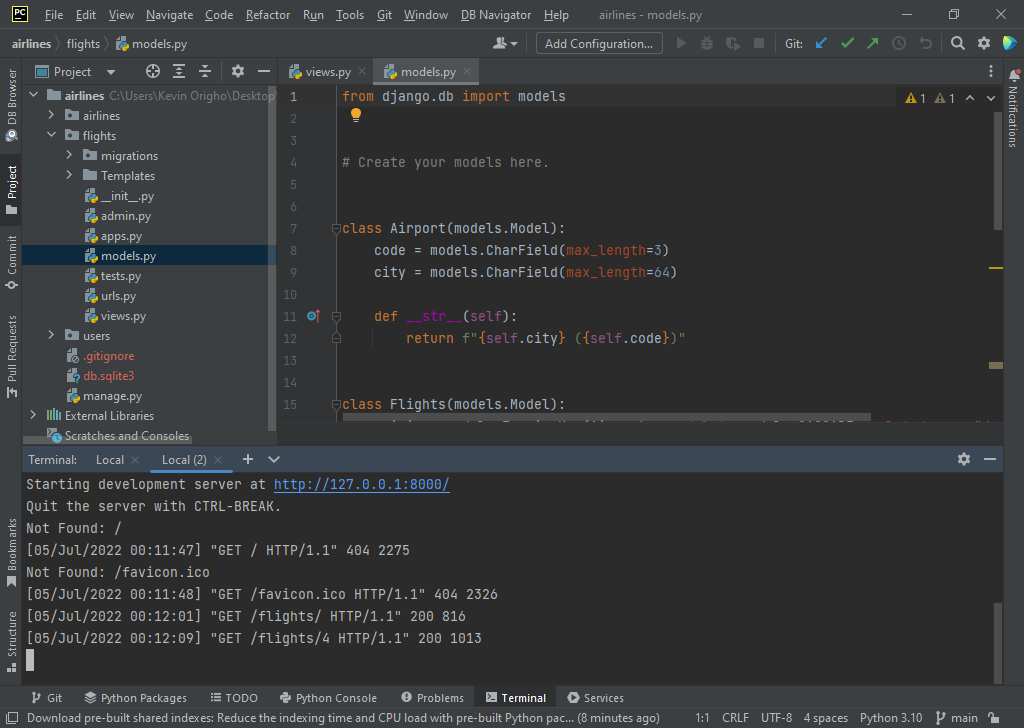 PC File Edit View Navigate Code Refactor Run Tools Git Window DB Navigator Help airlines - models.py
airlines flights models.py Add Configuration... Git:
Project views.py models.py
DB Browser
Project
Commit
Pull Requests
Bookmarks
Structure
Notifications
airlines C:\Users\Kevin Origho\Desktop
airlines
flights
migrations
Templates
__init__.py
admin.py
apps.py
models.py
tests.py
urls.py
views.py
users
.gitignore
db.sqlite3
manage.py
External Libraries
Scratches and Consoles
1 from django.db import models 1 1
2
3
4 # Create your models here.
5
6
7 class Airport(models.Model):
8 code = models.CharField(max_length=3)
9 city = models.CharField(max_length=64)
10
11 def __str__(self):
12 return f"{self.city} ({self.code})"
13
14
15 class Flights(models.Model):
Terminal: Local Local (2)
Starting development server at http://127.0.0.1:8000/
Quit the server with CTRL-BREAK.
Not Found: /
[05/Jul/2022 00:11:47] "GET / HTTP/1.1" 404 2275
Not Found: /favicon.ico
[05/Jul/2022 00:11:48] "GET /favicon.ico HTTP/1.1" 404 2326
[05/Jul/2022 00:12:01] "GET /flights/ HTTP/1.1" 200 816
[05/Jul/2022 00:12:09] "GET /flights/4 HTTP/1.1" 200 1013
Git Python Packages TODO Python Console Problems Terminal Services
Download pre-built shared indexes: Reduce the indexing time and CPU load with pre-built Python pac... (8 minutes ago) 1:1 CRLF UTF-8 4 spaces Python 3.10 main